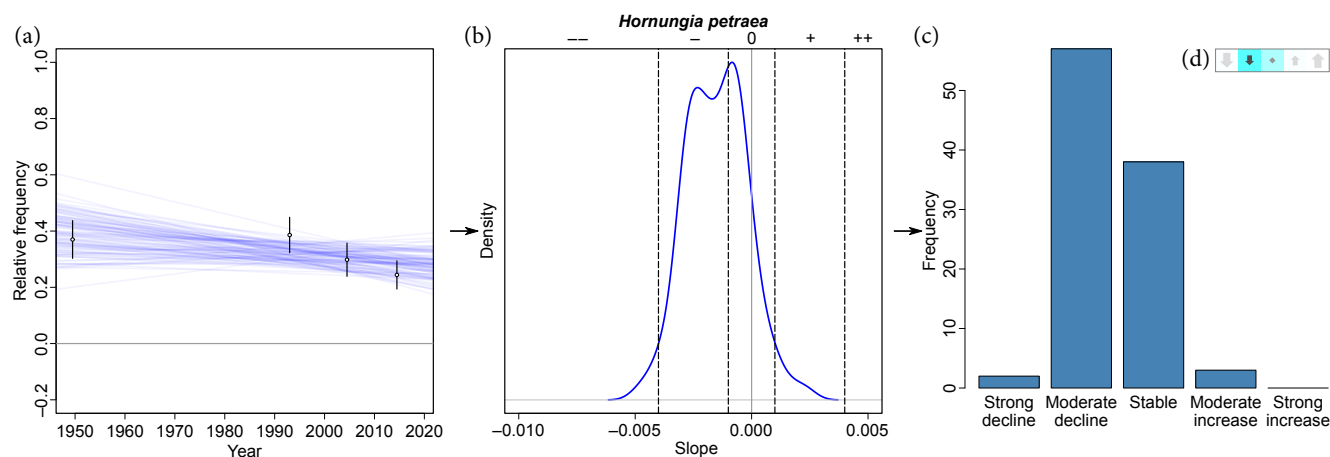 Hornungia petraea
(a)
Relative frequency
1.0
0.8
0.6
0.4
0.2
0.0
–0.2
1950 1960 1970 1980 1990 2000 2010 2020
Year
(b)
–– – 0 + ++
Density
–0.010 –0.005 0.000 0.005
Slope
(c)
Frequency
50
40
30
20
10
0
Strong decline
Moderate decline
Stable
Moderate increase
Strong increase
(d)